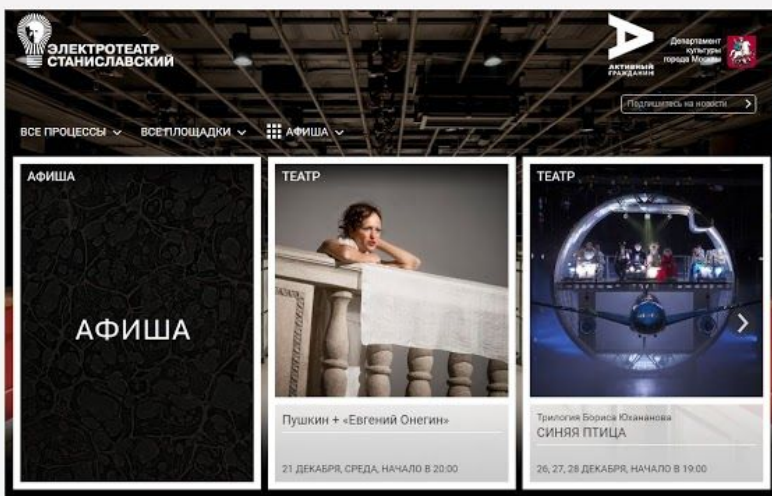 ЭЛЕКТРОТЕАТР
СТАНИСЛАВСКИЙ
АКТИВНЫЙ
ГРАЖДАНИН
Департамент
культуры
города Москвы
Подпишитесь на новости
ВСЕ ПРОЦЕССЫ
ВСЕ ПЛОЩАДКИ
АФИША
АФИША
АФИША
ТЕАТР
Пушкин + «Евгений Онегин»
21 ДЕКАБРЯ, СРЕДА, НАЧАЛО В 20:00
ТЕАТР
Трилогия Бориса Юхананова
СИНЯЯ ПТИЦА
26, 27, 28 ДЕКАБРЯ, НАЧАЛО В 19:00